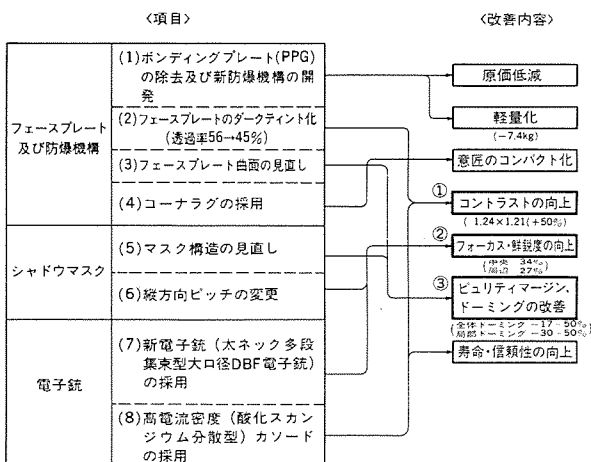 〈項目〉
〈改善内容〉
フェースプレート
及び防爆機構
(1)ボンディングプレート(PPG)
の除去及び新防爆機構の開
発
(2)フェースプレートのダークティント化
(透過率56→45%)
(3)フェースプレート曲面の見直し
(4)コーナラグの採用
シャドウマスク
(5)マスク構造の見直し
(6)縦方向ピッチの変更
電子銃
(7)新電子銃(太ネック多段
集束型大口径DBF電子銃)
の採用
(8)高電流密度(酸化スカン
ジウム分散型)カソード
の採用
原価低減
軽量化
(−7.4kg)
意匠のコンパクト化
①
コントラストの向上
(1.24×1.21(+50%)
②
フォーカス・鮮鋭度の向上
(中央 34%
周辺 27%
③
ピュリティマージン、
ドーミングの改善
(全体ドーミング −17−50%)
局部ドーミング −30−50%
寿命・信頼性の向上